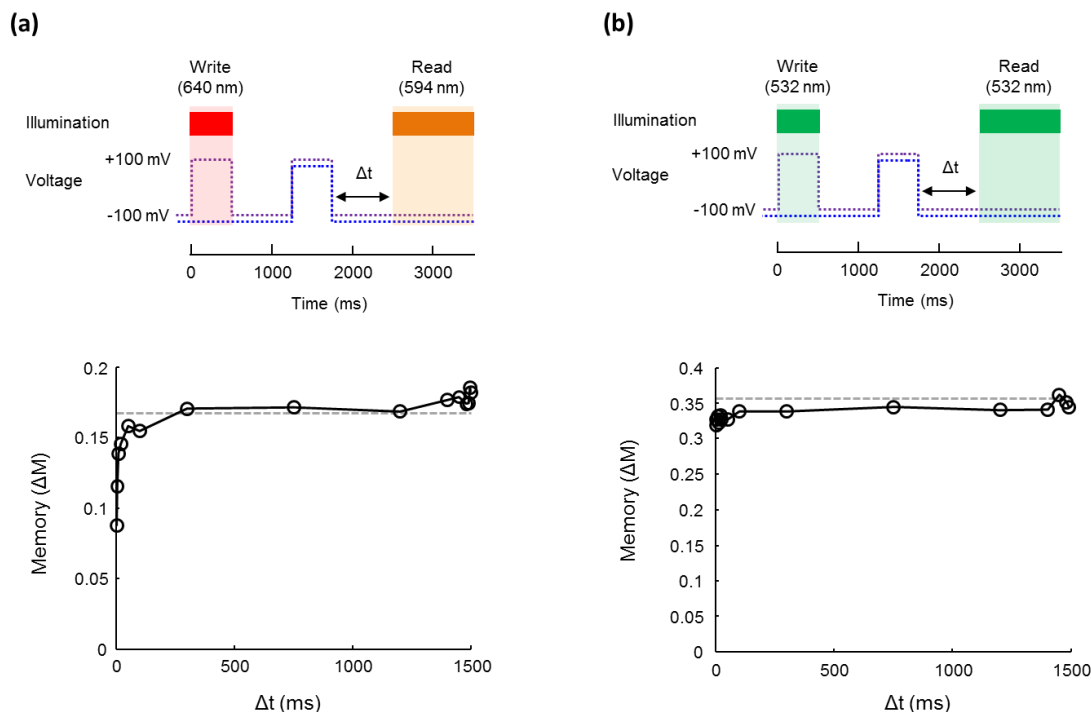 (a)
Write
(640 nm)
Read
(594 nm)
Illumination
+100 mV
Voltage
Δt
-100 mV
0 1000 2000 3000
Time (ms)
0.2
0.15
0.1
0.05
0
Memory (ΔM)
0 500 1000 1500
Δt (ms)
(b)
Write
(532 nm)
Read
(532 nm)
Illumination
+100 mV
Voltage
Δt
-100 mV
0 1000 2000 3000
Time (ms)
0.4
0.35
0.3
0.25
0.2
0.15
0.1
0.05
0
Memory (ΔM)
0 500 1000 1500
Δt (ms)